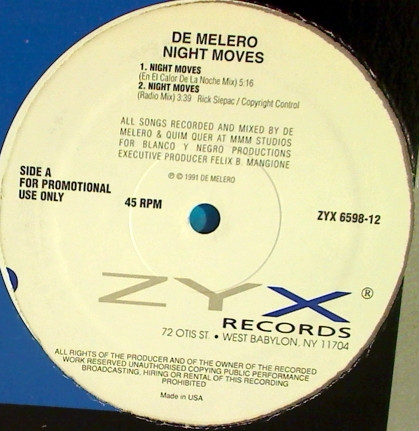 DE MELERO
NIGHT MOVES
1. NIGHT MOVES
(En El Calor De La Noche Mix) 5:16
2. NIGHT MOVES
(Radio Mix) 3:39 Rick Siepac / Copyright Control
ALL SONGS RECORDED AND MIXED BY DE
MELERO & QUIM QUER AT MMM STUDIOS
FOR BLANCO Y NEGRO PRODUCTIONS
EXECUTIVE PRODUCER FELIX B. MANGIONE
℗ © 1991 DE MELERO
SIDE A
FOR PROMOTIONAL
USE ONLY
45 RPM
ZYX 6598-12
ZYX ®
RECORDS
72 OTIS ST. • WEST BABYLON, NY 11704
ALL RIGHTS OF THE PRODUCER AND OF THE OWNER OF THE RECORDED
WORK RESERVED UNAUTHORISED COPYING PUBLIC PERFORMANCE
BROADCASTING, HIRING OR RENTAL OF THIS RECORDING
PROHIBITED
Made in USA